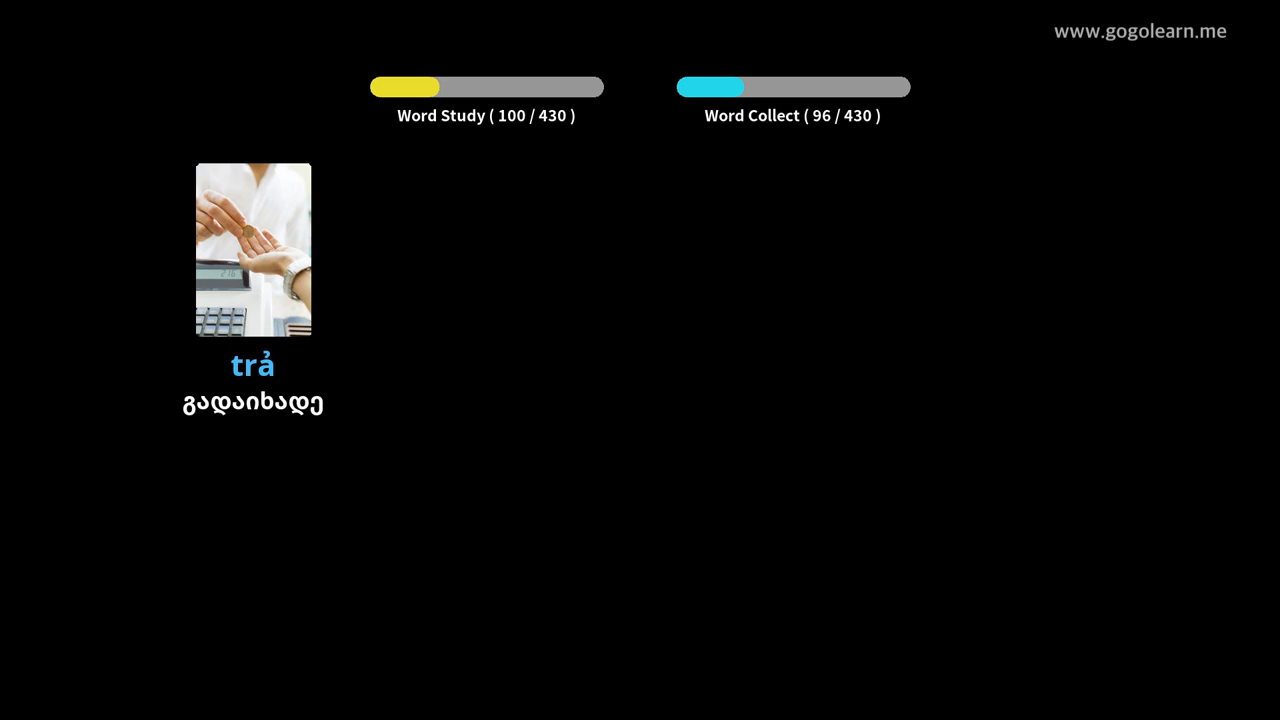 www.gogolearn.me
Word Study ( 100 / 430 )
Word Collect ( 96 / 430 )
trả
გადაიხადე